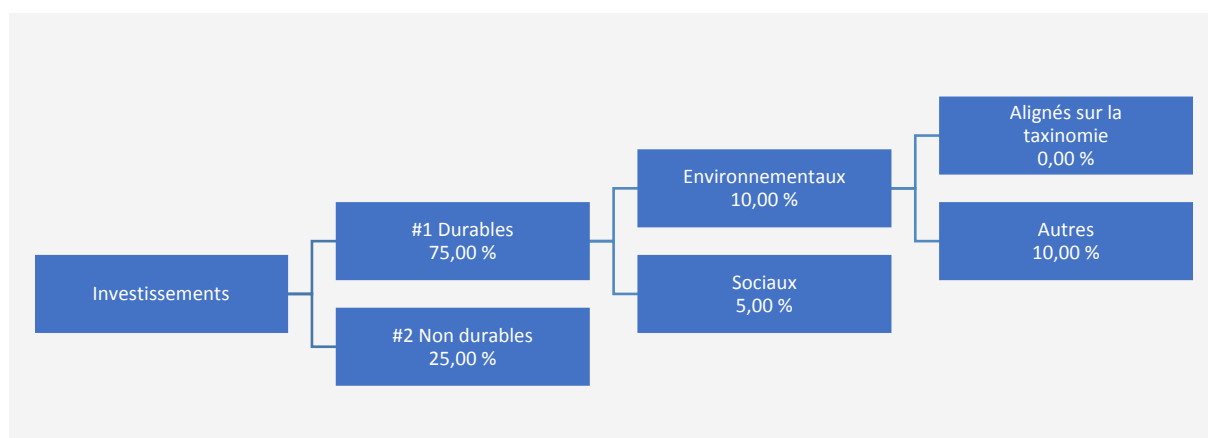 Investissements
#1 Durables
75,00 %
#2 Non durables
25,00 %
Environnementaux
10,00 %
Sociaux
5,00 %
Alignés sur la
taxinomie
0,00 %
Autres
10,00 %